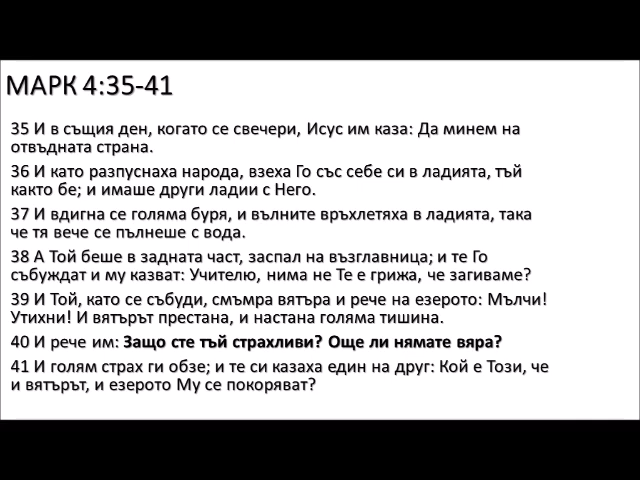 МАРК 4:35-41
35 И в същия ден, когато се свечери, Исус им каза: Да минем на
отвъдната страна.
36 И като разпуснаха народа, взеха Го със себе си в ладията, тъй
както бе; и имаше други ладии с Него.
37 И вдигна се голяма буря, и вълните връхлетяха в ладията, така
че тя вече се пълнеше с вода.
38 А Той беше в задната част, заспал на възглавница; и те Го
събуждат и му казват: Учителю, нима не Те е грижа, че загиваме?
39 И Той, като се събуди, смъмра вятъра и рече на езерото: Мълчи!
Утихни! И вятърът престана, и настана голяма тишина.
40 И рече им: Защо сте тъй страхливи? Още ли нямате вяра?
41 И голям страх ги обзе; и те си казаха един на друг: Кой е Този, че
и вятърът, и езерото Му се покоряват?